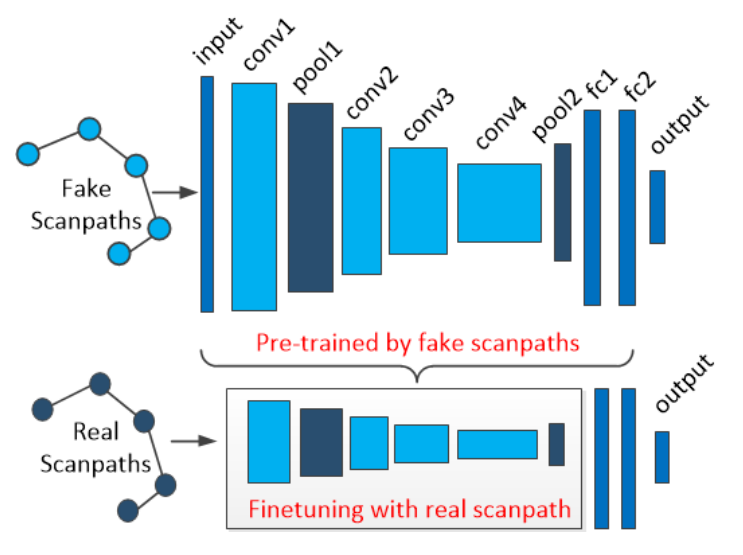 input
conv1
pool1
conv2
conv3
conv4
pool2
fc1
fc2
output
Fake
Scanpaths
Pre-trained by fake scanpaths
output
Real
Scanpaths
Finetuning with real scanpath